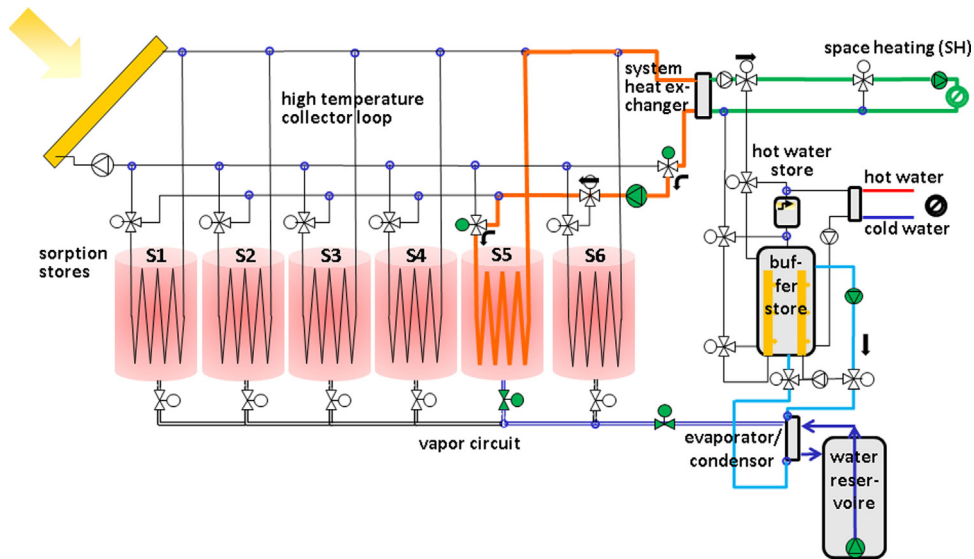 space heating (SH)
system
heat ex-
changer
high temperature
collector loop
hot water
store
hot water
cold water
sorption
stores
S1
S2
S3
S4
S5
S6
buf-
fer
store
vapor circuit
evaporator/
condensor
water
reser-
voire